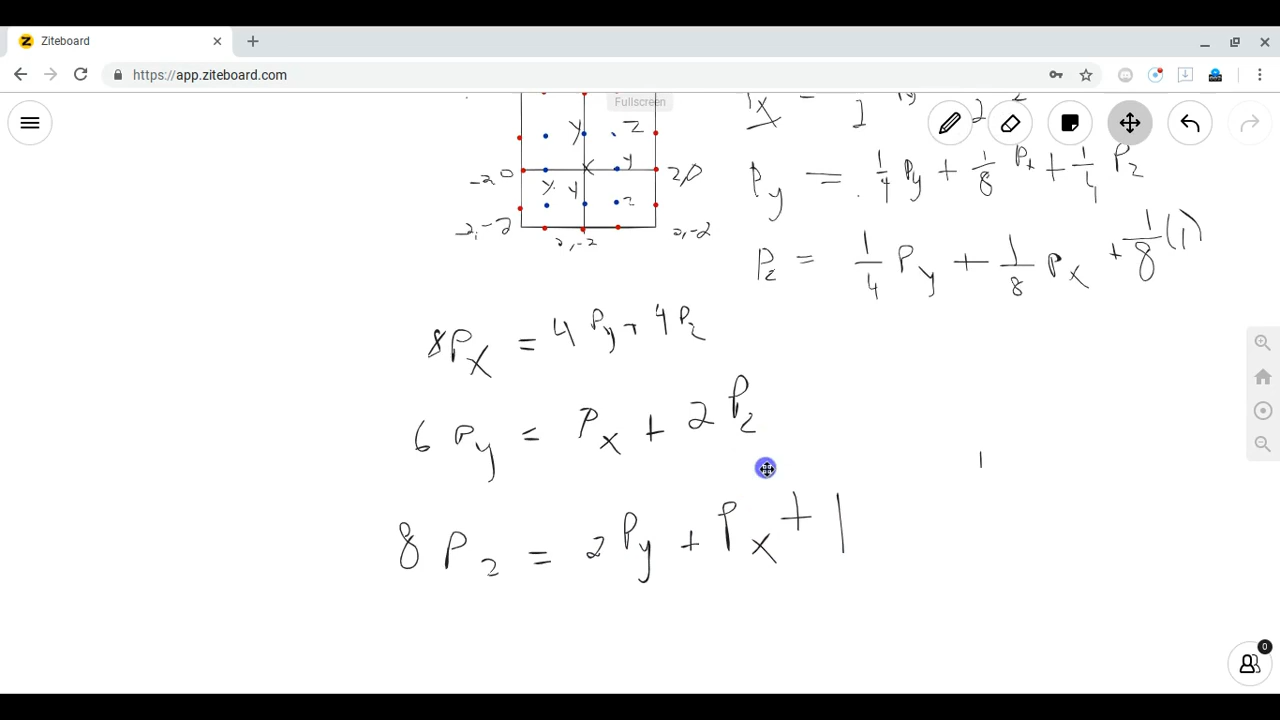 Ziteboard
https://app.ziteboard.com
Fullscreen
y z
x y
-2 0 2,0
y y z
-2,-2 2,-2 2,-2
Py = 1/4 Py + 1/8 Px + 1/4 Pz
Pz = 1/4 Py + 1/8 Px + 1/8 (1)
8Px = 4Py + 4Pz
6Py = Px + 2Pz
8Pz = 2Py + Px + 1
0